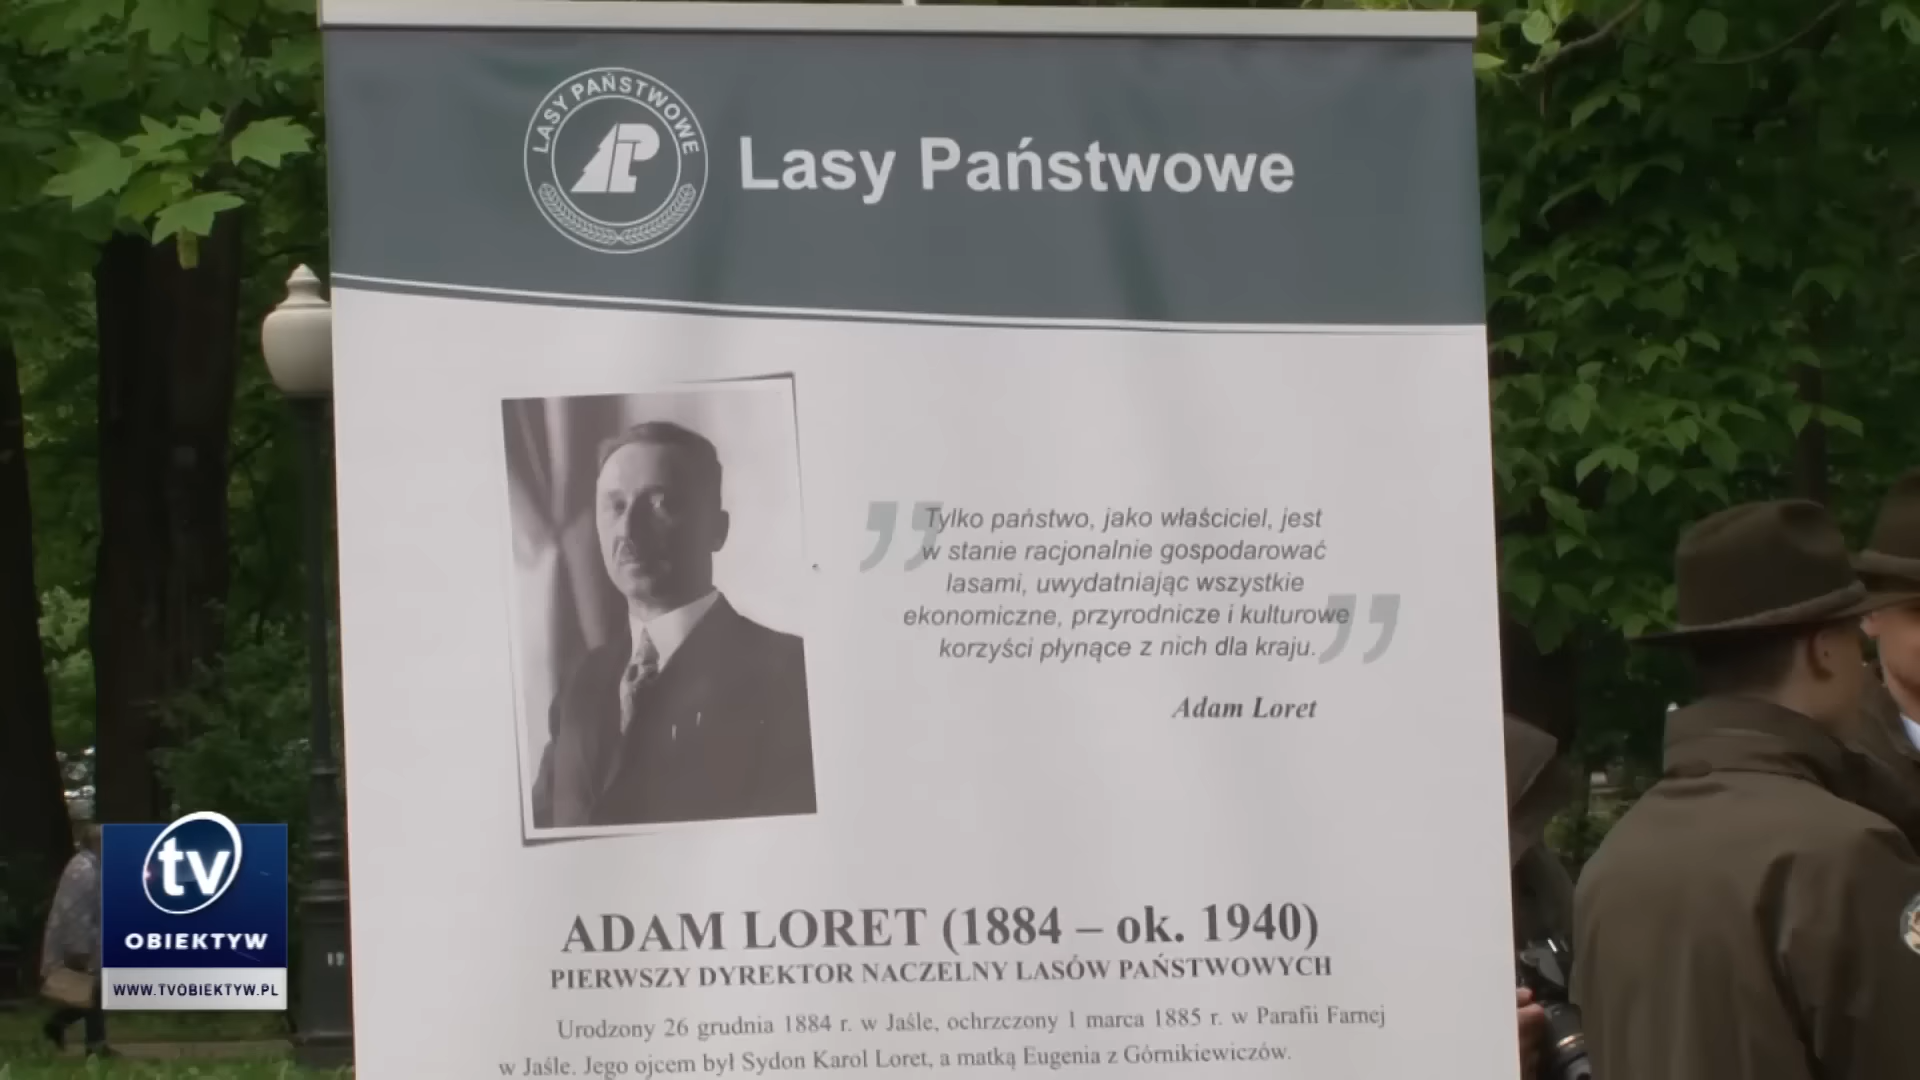 LASY PAŃSTWOWE
LP
Lasy Państwowe
Tylko państwo, jako właściciel, jest
w stanie racjonalnie gospodarować
lasami, uwydatniając wszystkie
ekonomiczne, przyrodnicze i kulturowe
korzyści płynące z nich dla kraju.
Adam Loret
ADAM LORET (1884 – ok. 1940)
PIERWSZY DYREKTOR NACZELNY LASÓW PAŃSTWOWYCH
Urodzony 26 grudnia 1884 r. w Jaśle, ochrzczony 1 marca 1885 r. w Parafii Farnej
w Jaśle. Jego ojcem był Sydon Karol Loret, a matką Eugenia z Górnikiewiczów.
12
tv
OBIEKTYW
WWW.TVOBIEKTYW.PL